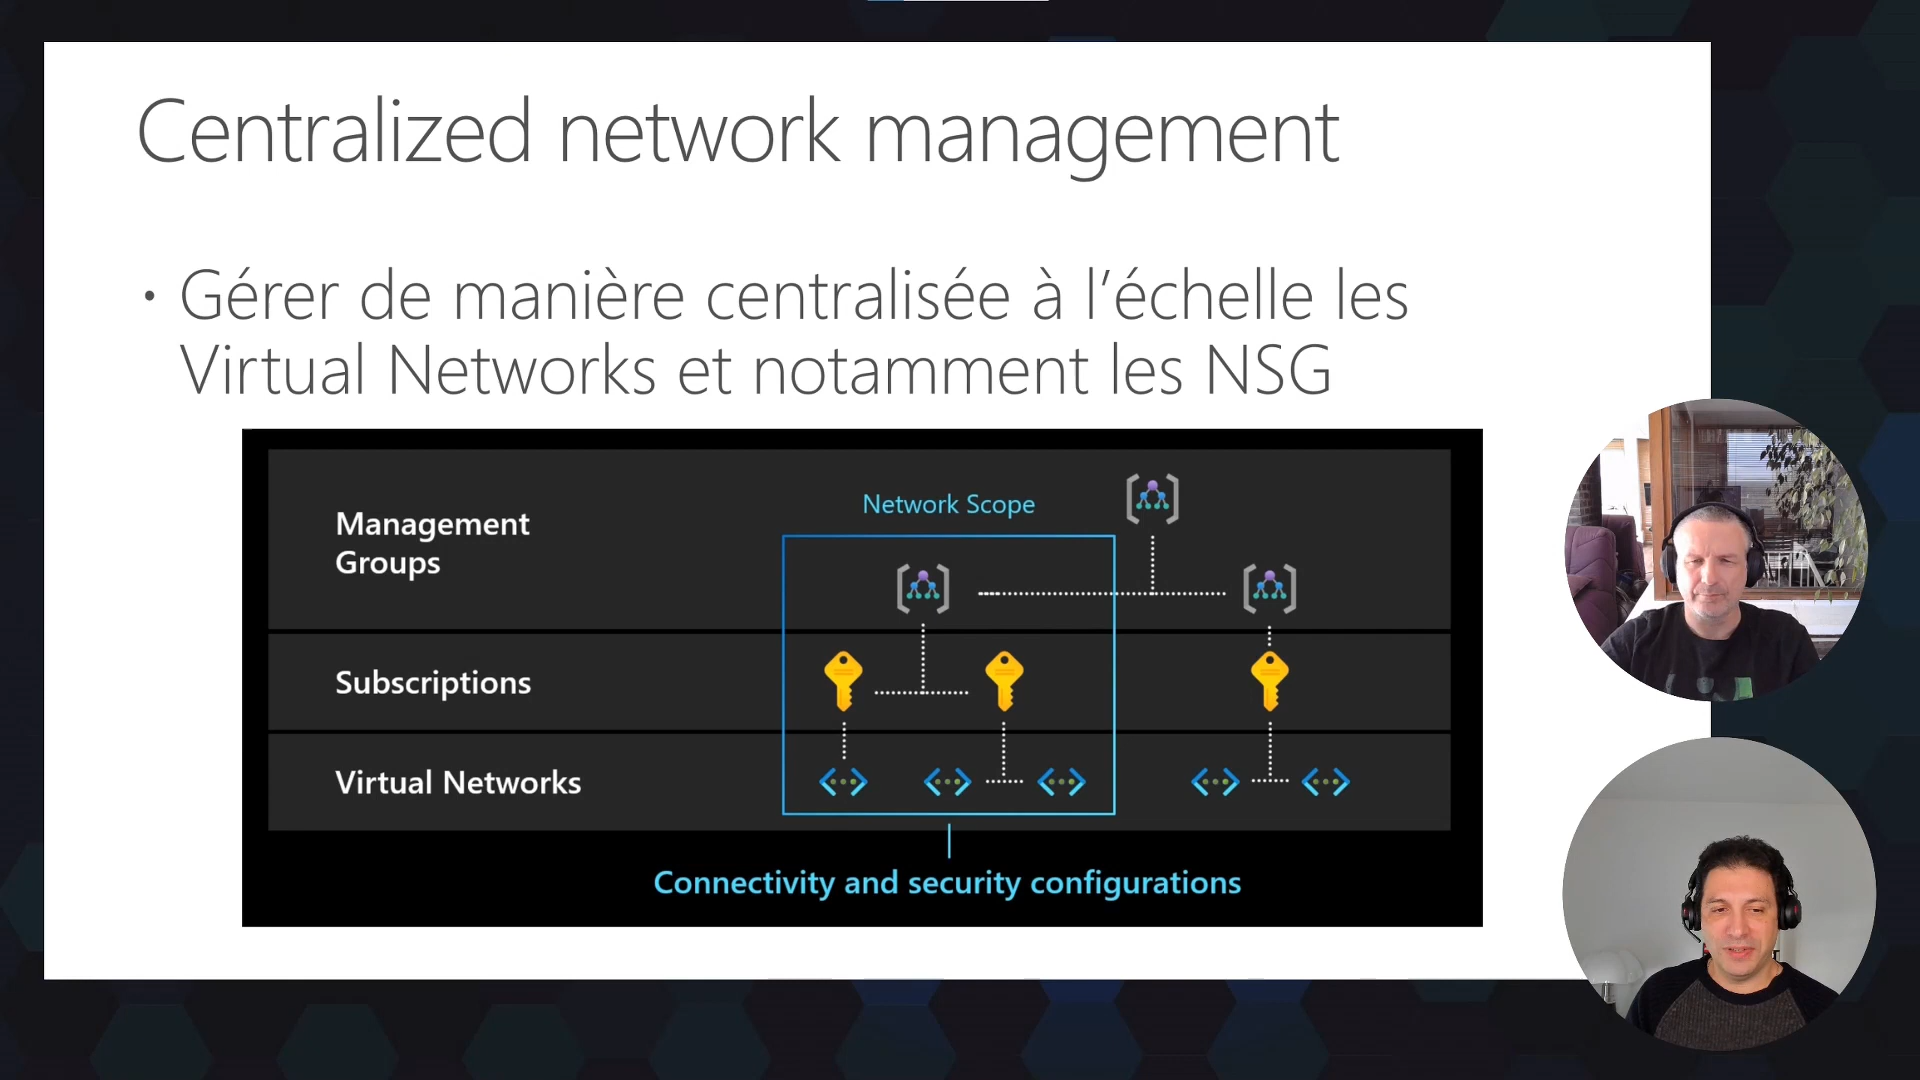 Centralized network management
• Gérer de manière centralisée à l’échelle les
Virtual Networks et notamment les NSG
Network Scope
Management
Groups
Subscriptions
Virtual Networks
Connectivity and security configurations